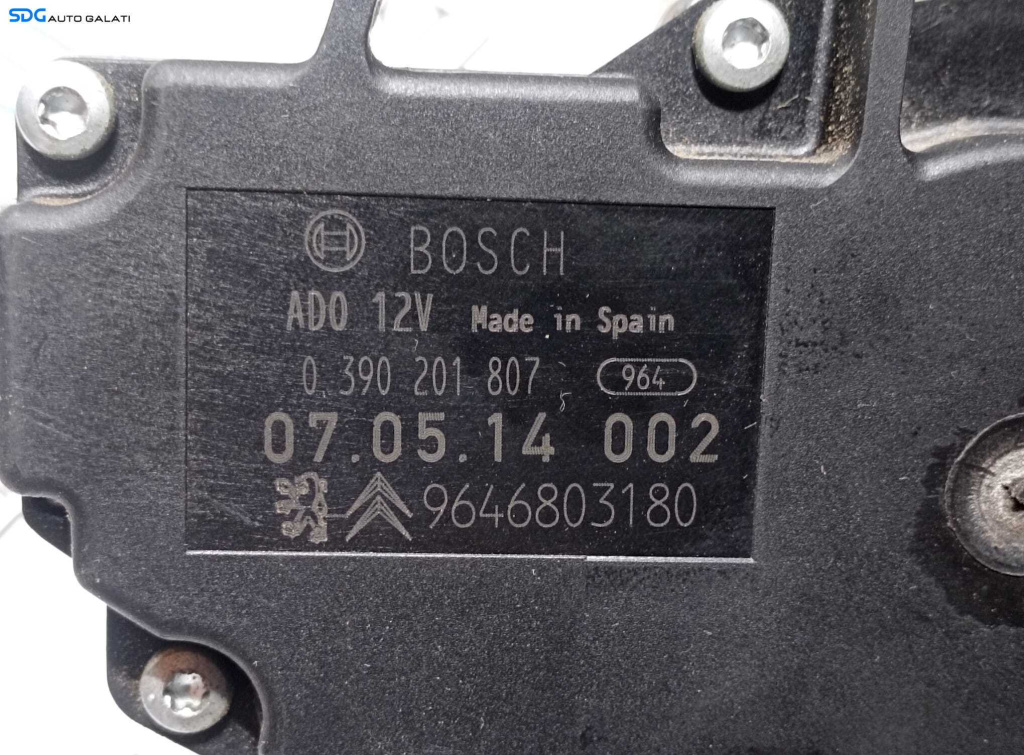 SDG AUTO GALATI
BOSCH
ADO 12V Made in Spain
0 390 201 807 964
07.05.14 002
9646803180